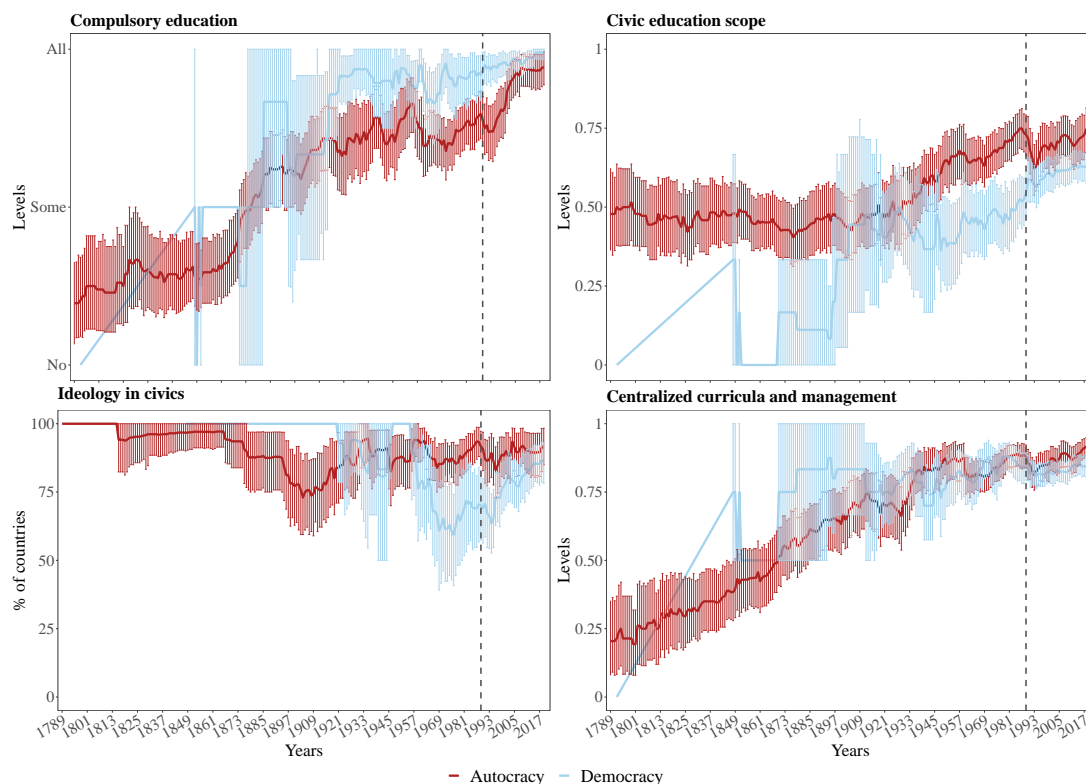 Compulsory education
Civic education scope
All
Some
No
Levels
1
0.75
0.50
0.25
0
Levels
Ideology in civics
Centralized curricula and management
100
75
50
25
0
% of countries
1
0.75
0.50
0.25
0
Levels
1789 1801 1813 1825 1837 1849 1861 1873 1885 1897 1909 1921 1933 1945 1957 1969 1981 1993 2005 2017
1789 1801 1813 1825 1837 1849 1861 1873 1885 1897 1909 1921 1933 1945 1957 1969 1981 1993 2005 2017
Years
Years
Autocracy Democracy